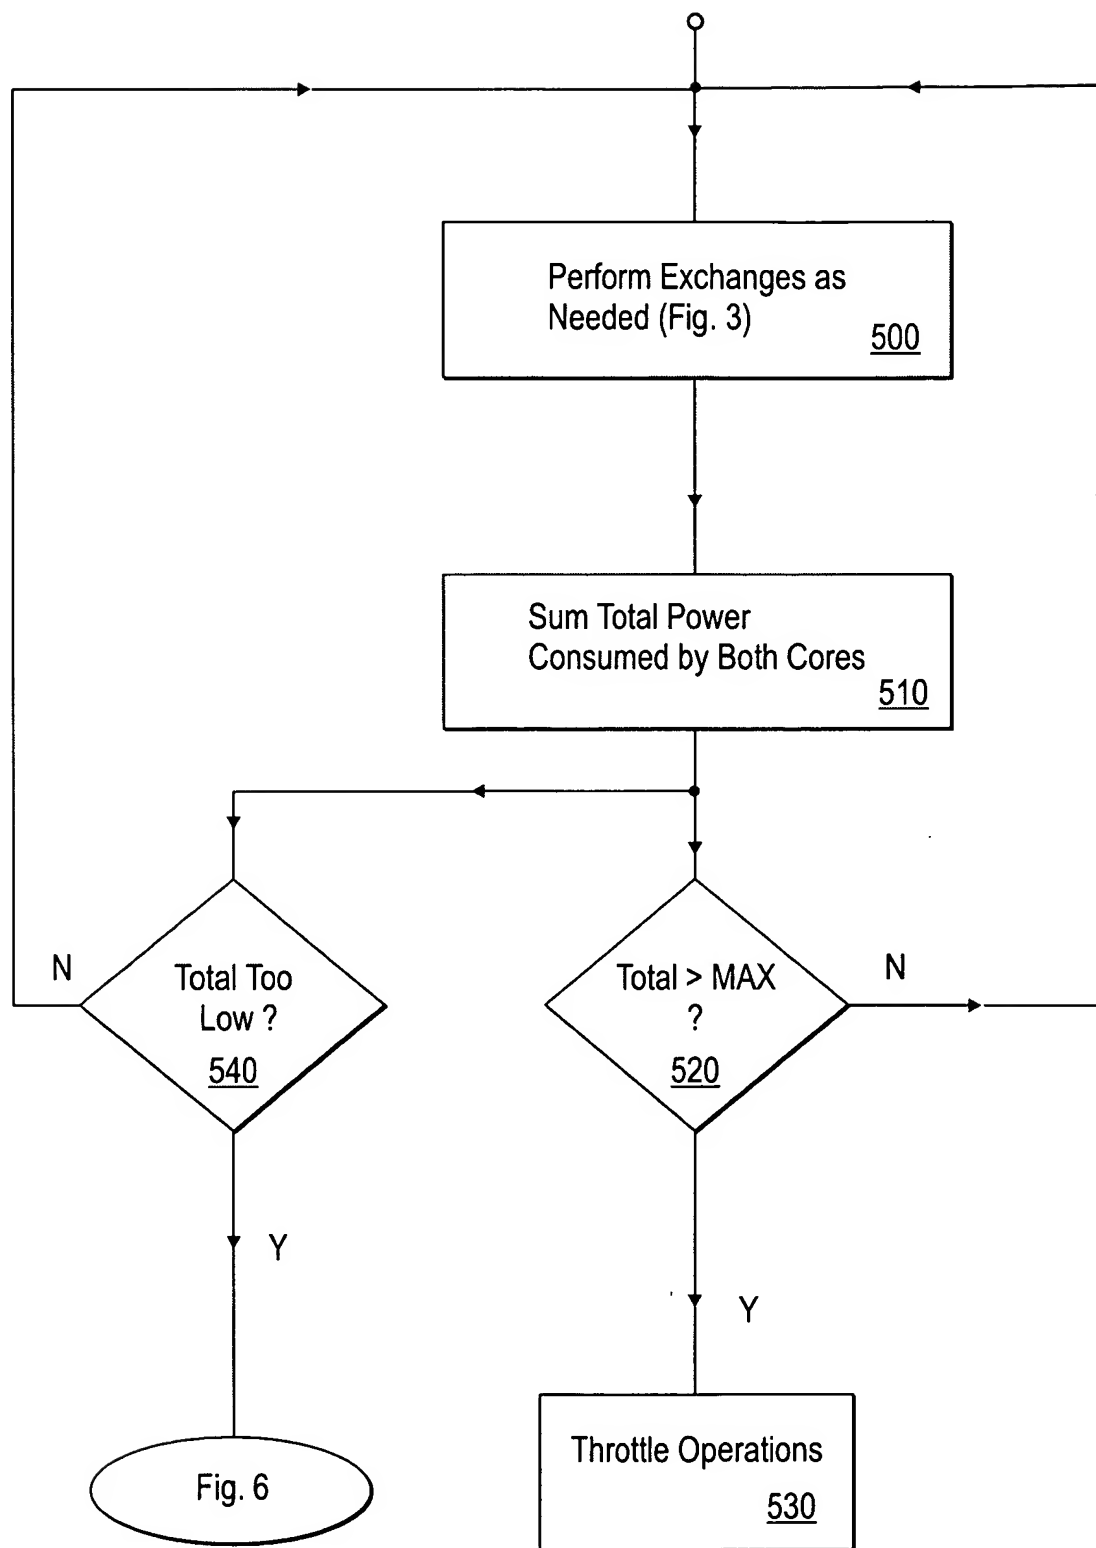 Perform Exchanges as
Needed (Fig. 3)
500
Sum Total Power
Consumed by Both Cores
510
N
Total Too
Low ?
540
Total > MAX
?
520
N
Y
Y
Fig. 6
Throttle Operations
530